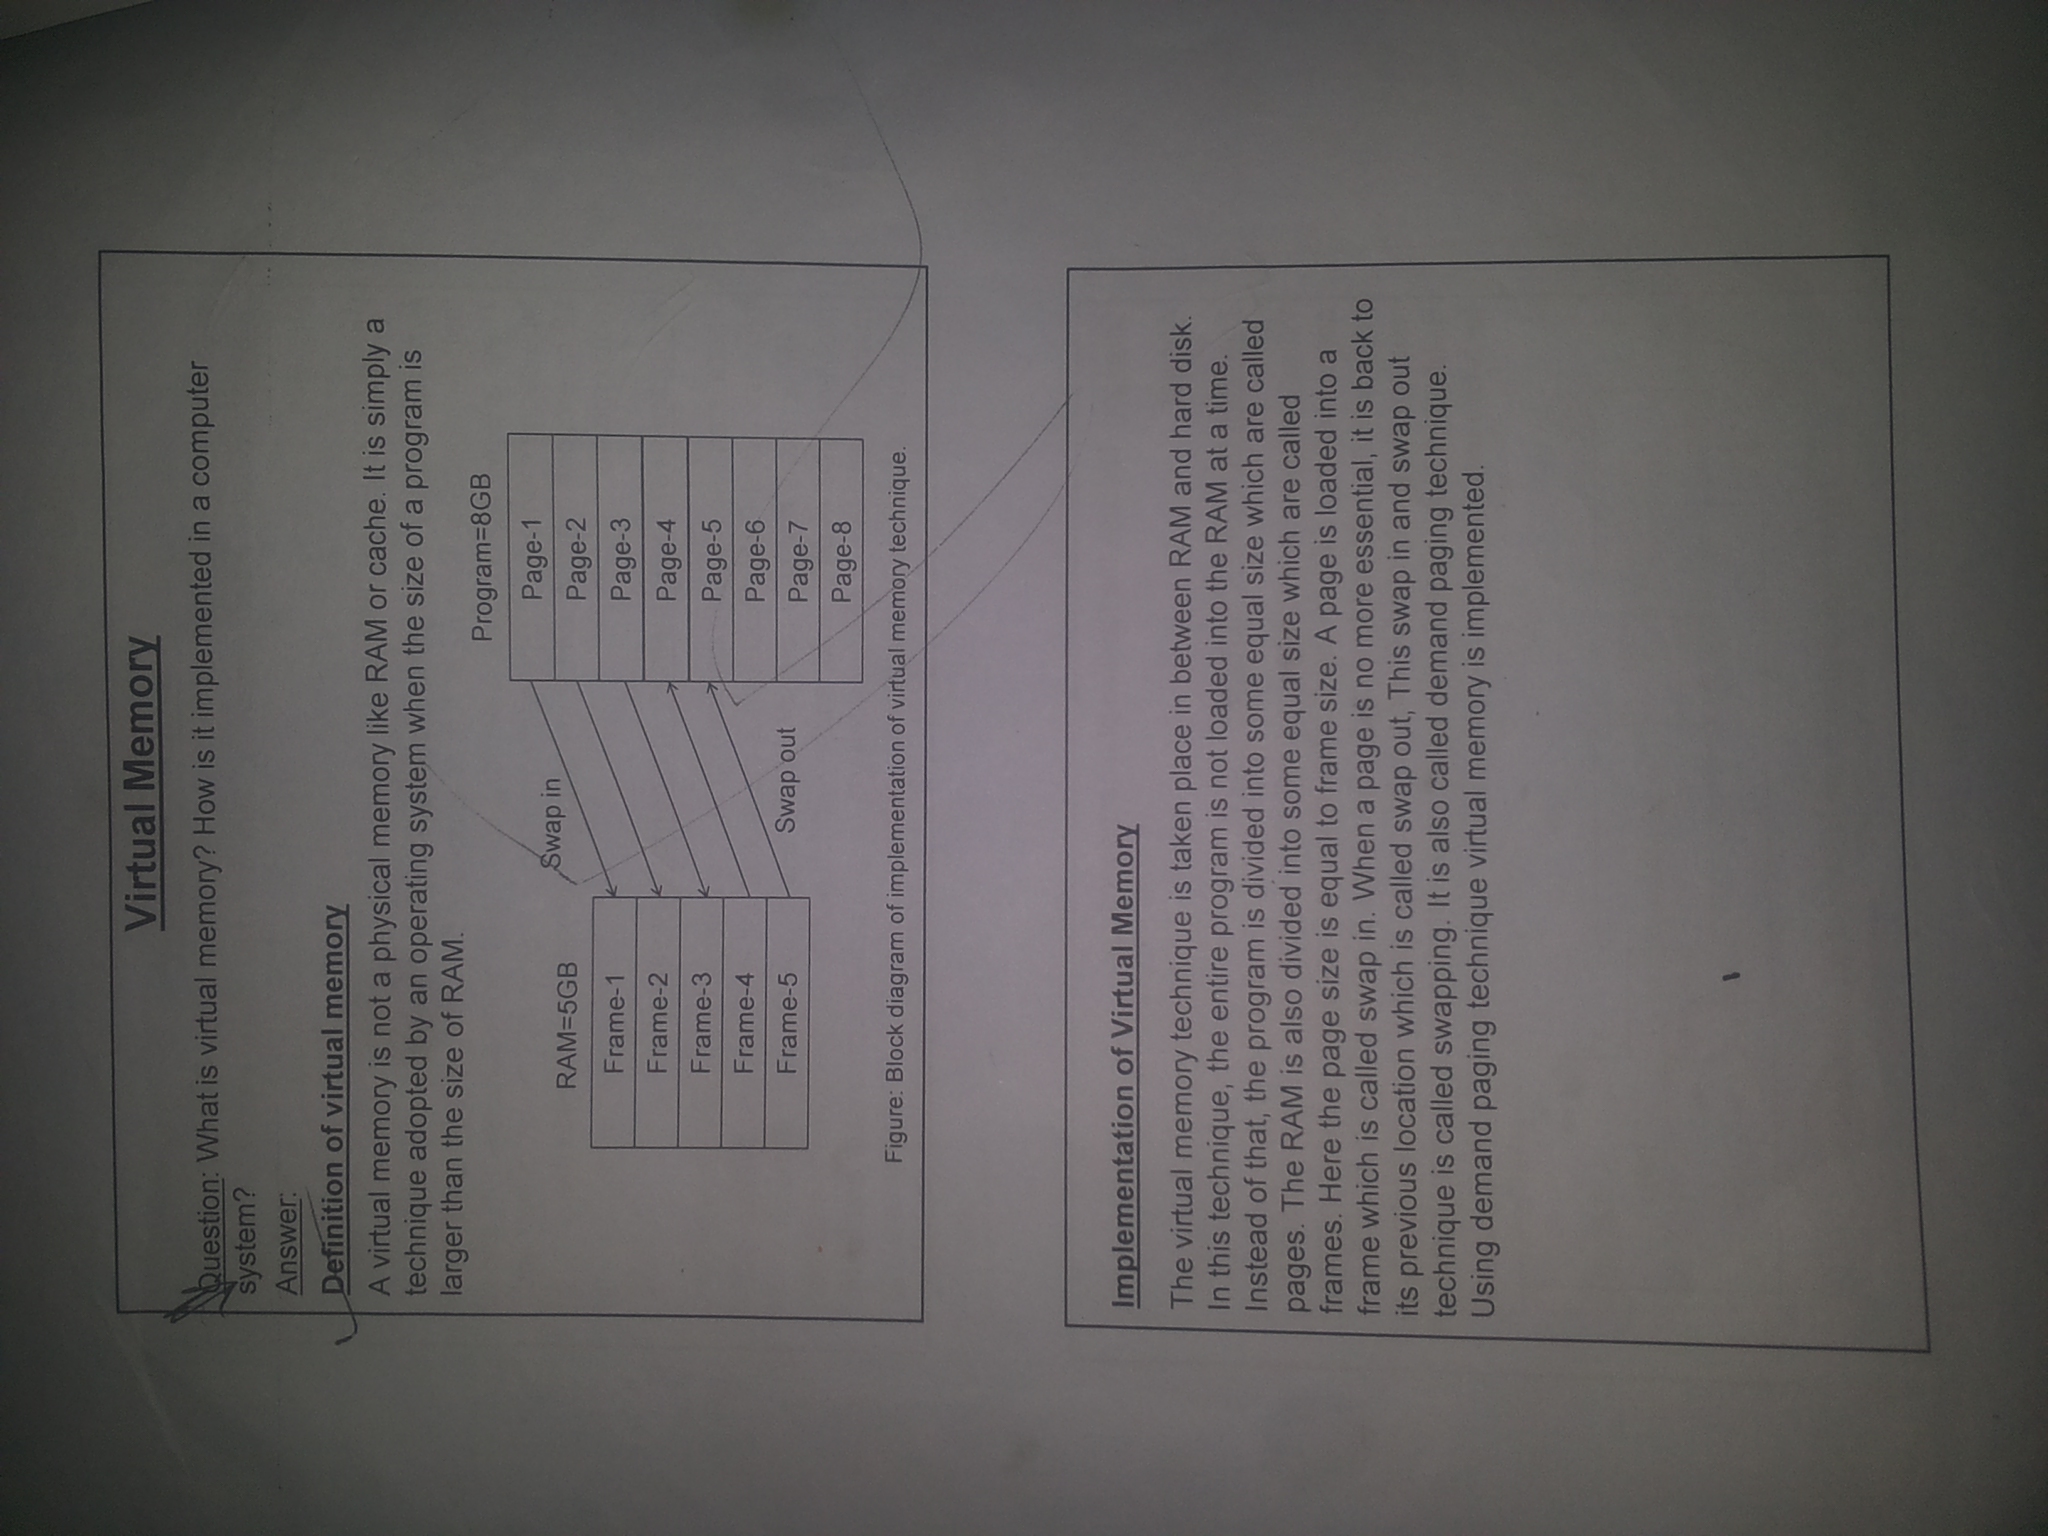 Virtual Memory
Question: What is virtual memory? How is it implemented in a computer
system?
Answer:
Definition of virtual memory
A virtual memory is not a physical memory like RAM or cache. It is simply a
technique adopted by an operating system when the size of a program is
larger than the size of RAM.
Program=8GB
RAM=5GB
Swap in
Frame-1
Frame-2
Frame-3
Frame-4
Frame-5
Page-1
Page-2
Page-3
Page-4
Page-5
Page-6
Page-7
Page-8
Swap out
Figure: Block diagram of implementation of virtual memory technique.
Implementation of Virtual Memory
The virtual memory technique is taken place in between RAM and hard disk.
In this technique, the entire program is not loaded into the RAM at a time.
Instead of that, the program is divided into some equal size which are called
pages. The RAM is also divided into some equal size which are called
frames. Here the page size is equal to frame size. A page is loaded into a
frame which is called swap in. When a page is no more essential, it is back to
its previous location which is called swap out, This swap in and swap out
technique is called swapping. It is also called demand paging technique.
Using demand paging technique virtual memory is implemented.